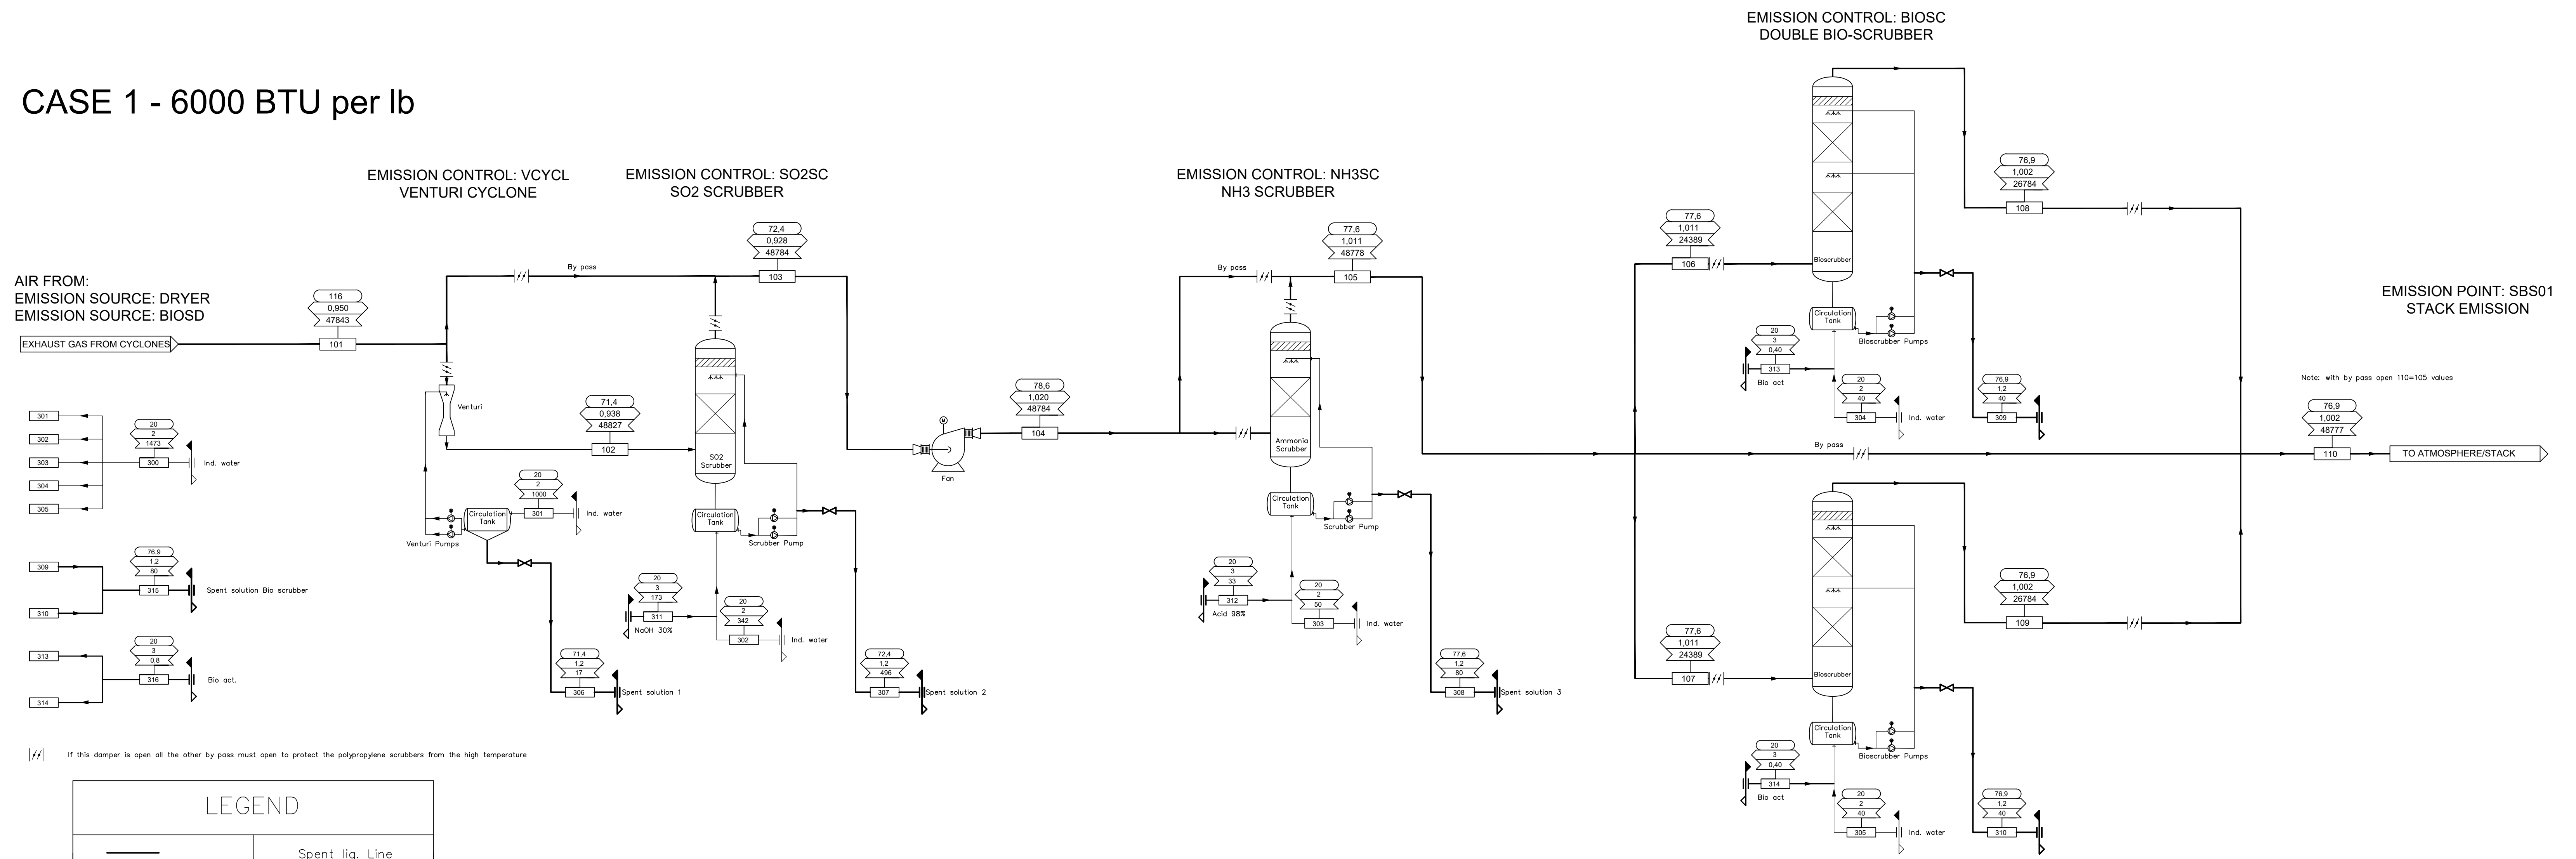 CASE 1 - 6000 BTU per lb
EMISSION CONTROL: BIOSC
DOUBLE BIO-SCRUBBER
EMISSION CONTROL: VCYCL
VENTURI CYCLONE
EMISSION CONTROL: SO2SC
SO2 SCRUBBER
EMISSION CONTROL: NH3SC
NH3 SCRUBBER
AIR FROM:
EMISSION SOURCE: DRYER
EMISSION SOURCE: BIOSD
EXHAUST GAS FROM CYCLONES
116
0,950
47843
101
By pass
Venturi
72,4
0,928
48784
103
71,4
0,938
48827
102
SO2
Scrubber
Circulation
Tank
Venturi Pumps
20
2
1000
301
Ind. water
Circulation
Tank
Scrubber Pump
20
3
173
311
NaOH 30%
20
2
342
302
Ind. water
71,4
1,2
17
306
Spent solution 1
72,4
1,2
496
307
Spent solution 2
M
Fan
78,6
1,020
48784
104
By pass
77,6
1,011
48778
105
Ammonia
Scrubber
Circulation
Tank
Scrubber Pump
20
3
33
312
Acid 98%
20
2
50
303
Ind. water
77,6
1,2
80
308
Spent solution 3
77,6
1,011
24389
106
Bioscrubber
Circulation
Tank
Bioscrubber Pumps
20
3
0,40
313
Bio act
20
2
40
304
Ind. water
76,9
1,2
40
309
76,9
1,002
26784
108
By pass
77,6
1,011
24389
107
Bioscrubber
Circulation
Tank
Bioscrubber Pumps
20
3
0,40
314
Bio act
20
2
40
305
Ind. water
76,9
1,2
40
310
76,9
1,002
26784
109
EMISSION POINT: SBS01
STACK EMISSION
Note: with by pass open 110=105 values
76,9
1,002
48777
110
TO ATMOSPHERE/STACK
301
302
303
304
305
20
2
1473
300
Ind. water
309
310
76,9
1,2
80
315
Spent solution Bio scrubber
313
314
20
3
0,8
316
Bio act.
If this damper is open all the other by pass must open to protect the polypropylene scrubbers from the high temperature
LEGEND
Spent liq. Line